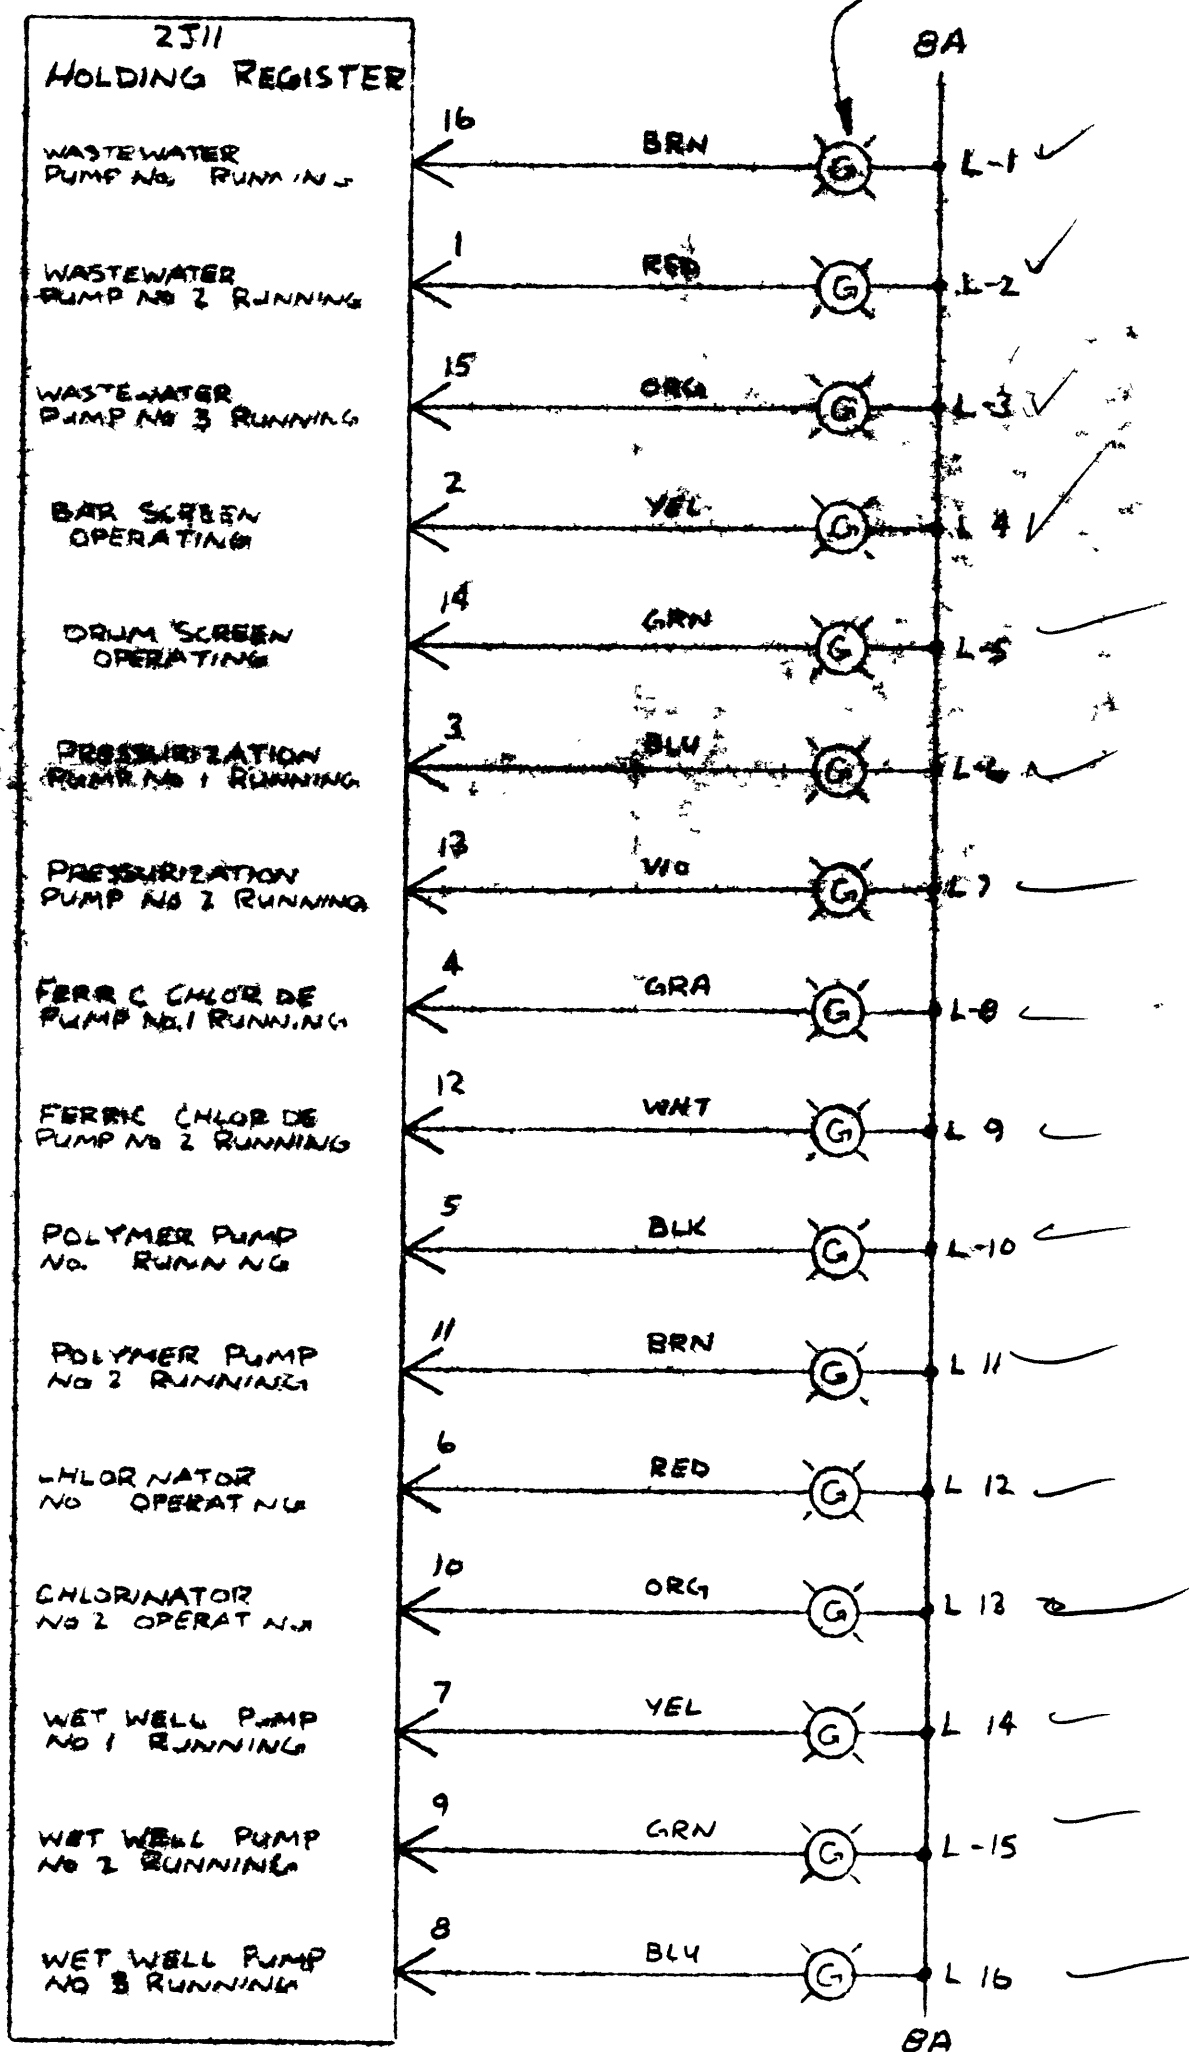 2J11
8A
HOLDING REGISTER
16
WASTEWATER
PUMP NO. RUNNING
BRN
G
L-1
1
WASTEWATER
PUMP NO 2 RUNNING
RED
G
L-2
15
WASTEWATER
PUMP NO 3 RUNNING
ORG
G
L-3
2
BAR SCREEN
OPERATING
YEL
G
L 4
14
DRUM SCREEN
OPERATING
GRN
G
L-5
3
PRESSURIZATION
PUMP NO 1 RUNNING
BLU
G
L-6
13
PRESSURIZATION
PUMP NO 2 RUNNING
VIO
G
L 7
4
FERRIC CHLORIDE
PUMP NO.1 RUNNING
GRA
G
L-8
12
FERRIC CHLORIDE
PUMP NO 2 RUNNING
WHT
G
L 9
5
POLYMER PUMP
NO. RUNNING
BLK
G
L-10
11
POLYMER PUMP
NO 2 RUNNING
BRN
G
L 11
6
CHLORINATOR
NO OPERATING
RED
G
L 12
10
CHLORINATOR
NO 2 OPERATING
ORG
G
L 13
7
WET WELL PUMP
NO 1 RUNNING
YEL
G
L 14
9
WET WELL PUMP
NO 2 RUNNING
GRN
G
L-15
8
WET WELL PUMP
NO 3 RUNNING
BLU
G
L 16
8A